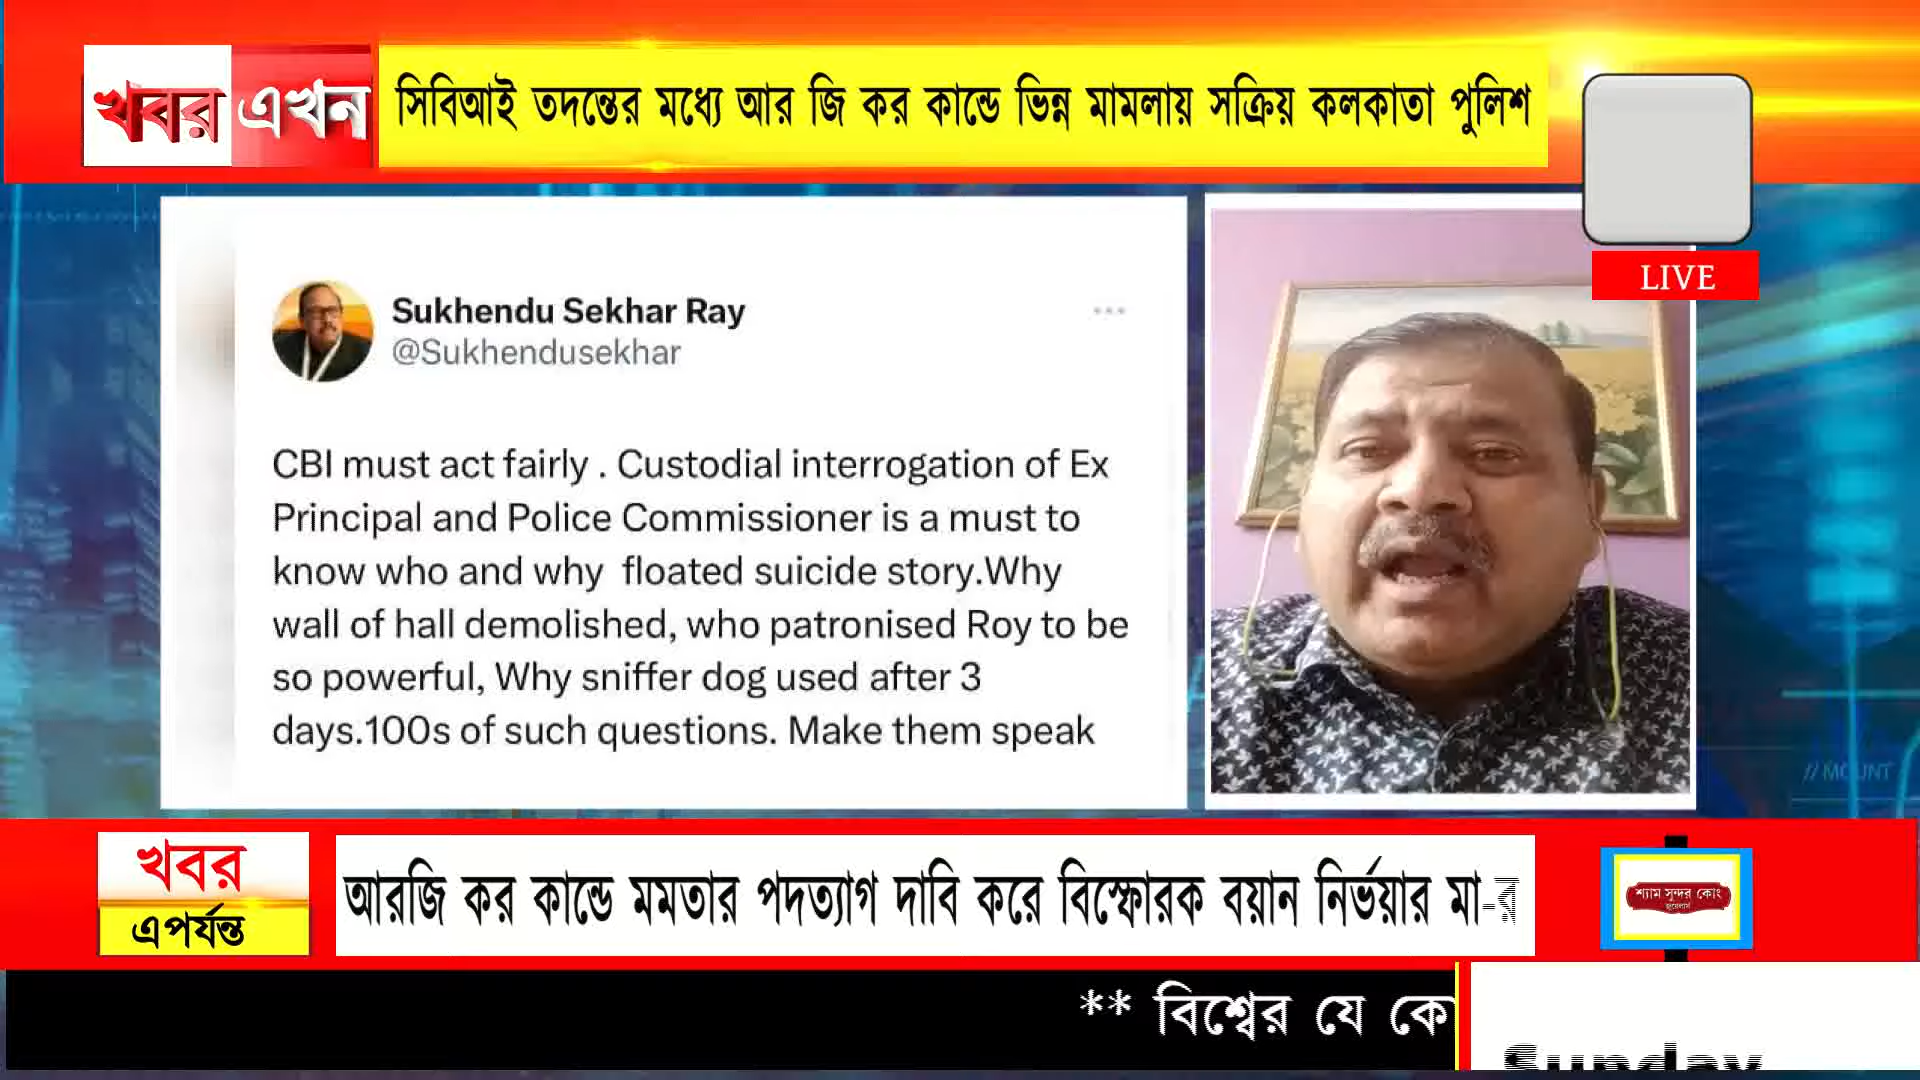 খবর এখন
সিবিআই তদন্তের মধ্যে আর জি কর কান্ডে ভিন্ন মামলায় সক্রিয় কলকাতা পুলিশ
LIVE
Sukhendu Sekhar Ray
@Sukhendusekhar
CBI must act fairly . Custodial interrogation of Ex
Principal and Police Commissioner is a must to
know who and why floated suicide story.Why
wall of hall demolished, who patronised Roy to be
so powerful, Why sniffer dog used after 3
days.100s of such questions. Make them speak
// MOUNT
খবর
এপর্যন্ত
আরজি কর কান্ডে মমতার পদত্যাগ দাবি করে বিস্ফোরক বয়ান নির্ভয়ার মা-র
শ্যাম সুন্দর কোং
জুয়েলার্স
** বিশ্বের যে
Sunday